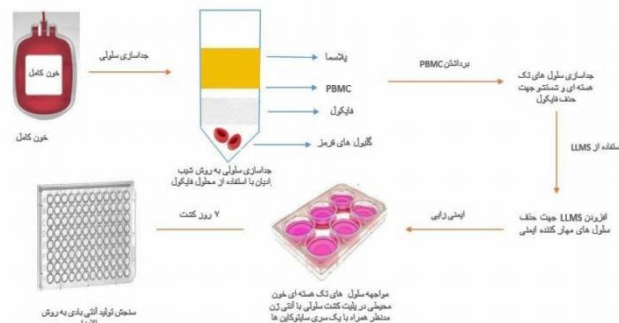 خون کامل
خون کامل
جداسازی سلولی
پلاسما
PBMC
فایکول
گلبول های قرمز
جداسازی سلولی به روش شیب
ادیان با استفاده از محلول فایکول
برداشتن PBMC
جداسازی سلول های تک
هسته ای و شستشو جهت
حذف فایکول
ستفاده از LLMS
افزودن LLMS جهت حذف
سلول های مهار کننده ایمنی
ایمنی زایی
مواجهه سلول های تک هسته ای خون
محیطی در پلیت کشت سلولی با آنتی ژن
مدنظر همراه با یک سری سایتوکاین ها
۷ روز کشت
سنجش تولید آنتی بادی به روش